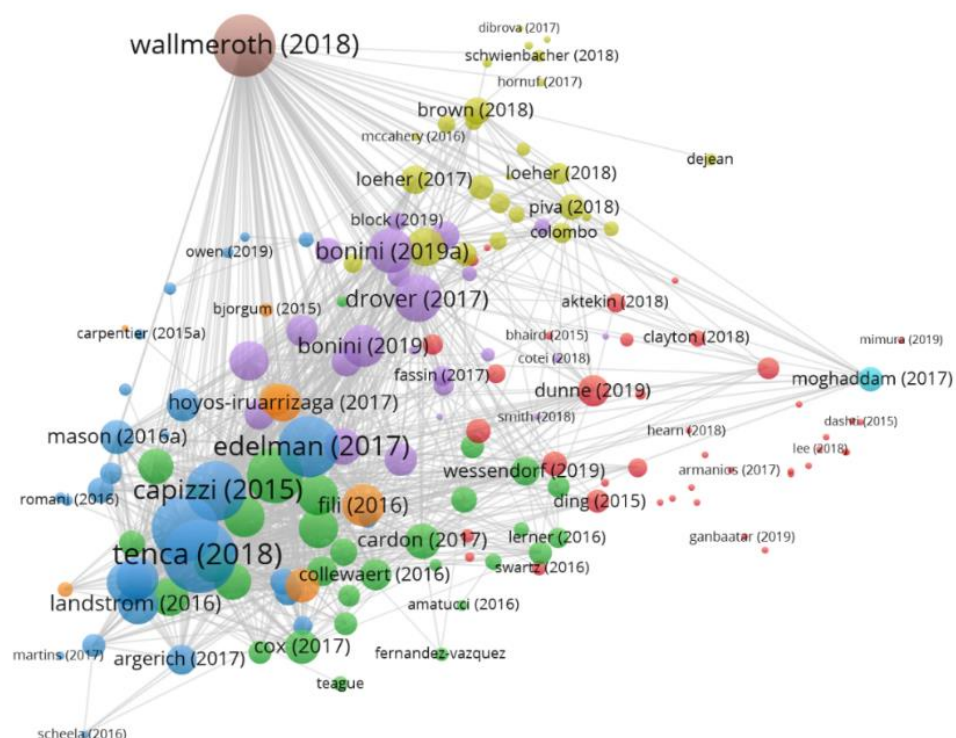 dibrova (2017)
wallmeroth (2018)
schwienbacher (2018)
hornuf (2017)
brown (2018)
mccahery (2016)
dejean
loeher (2018)
loeher (2017)
piva (2018)
block (2019)
colombo
owen (2019)
bonini (2019a)
drover (2017)
aktekin (2018)
bjorgum (2015)
carpentier (2015a)
bhaird (2015)
clayton (2018)
mimura (2019)
bonini (2019)
cotei (2018)
fassin (2017)
moghaddam (2017)
dunne (2019)
hoyos-iruarrizaga (2017)
smith (2018)
dashti (2015)
hearn (2018)
mason (2016a)
edelman (2017)
lee (2018)
wessendorf (2019)
armanios (2017)
capizzi (2015)
romani (2016)
fili (2016)
ding (2015)
lerner (2016)
ganbaatar (2019)
cardon (2017)
tenca (2018)
swartz (2016)
collewaert (2016)
landstrom (2016)
amatucci (2016)
cox (2017)
fernandez-vazquez
martins (2017)
argerich (2017)
teague
scheela (2016)